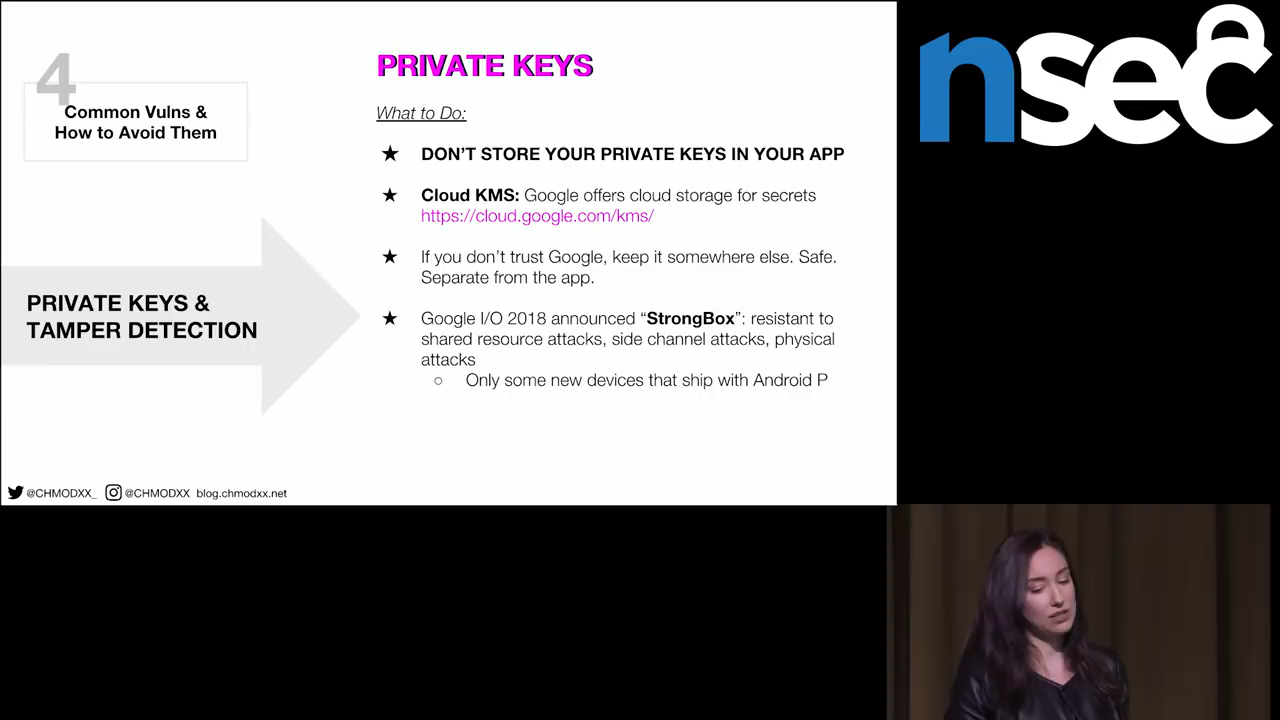 4
Common Vulns &
How to Avoid Them
PRIVATE KEYS &
TAMPER DETECTION
PRIVATE KEYS
What to Do:
★ DON'T STORE YOUR PRIVATE KEYS IN YOUR APP
★ Cloud KMS: Google offers cloud storage for secrets
https://cloud.google.com/kms/
★ If you don't trust Google, keep it somewhere else. Safe.
Separate from the app.
★ Google I/O 2018 announced “StrongBox”: resistant to
shared resource attacks, side channel attacks, physical
attacks
○ Only some new devices that ship with Android P
@CHMODXX_ @CHMODXX blog.chmodxx.net
nsec